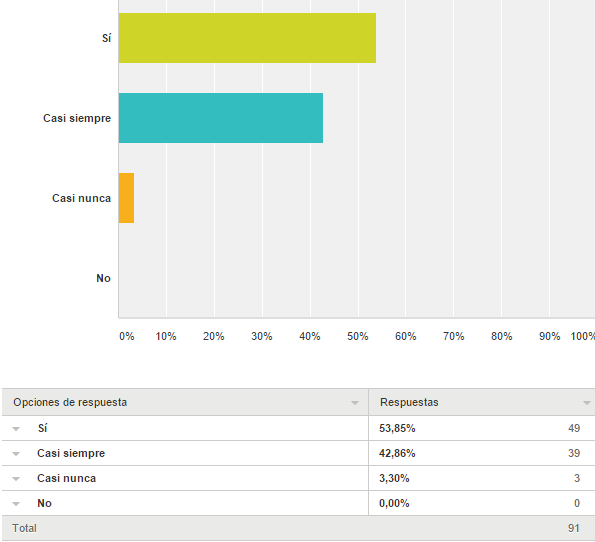 Sí
Casi siempre
Casi nunca
No
0% 10% 20% 30% 40% 50% 60% 70% 80% 90% 100%
Opciones de respuesta Respuestas
Sí 53,85% 49
Casi siempre 42,86% 39
Casi nunca 3,30% 3
No 0,00% 0
Total 91